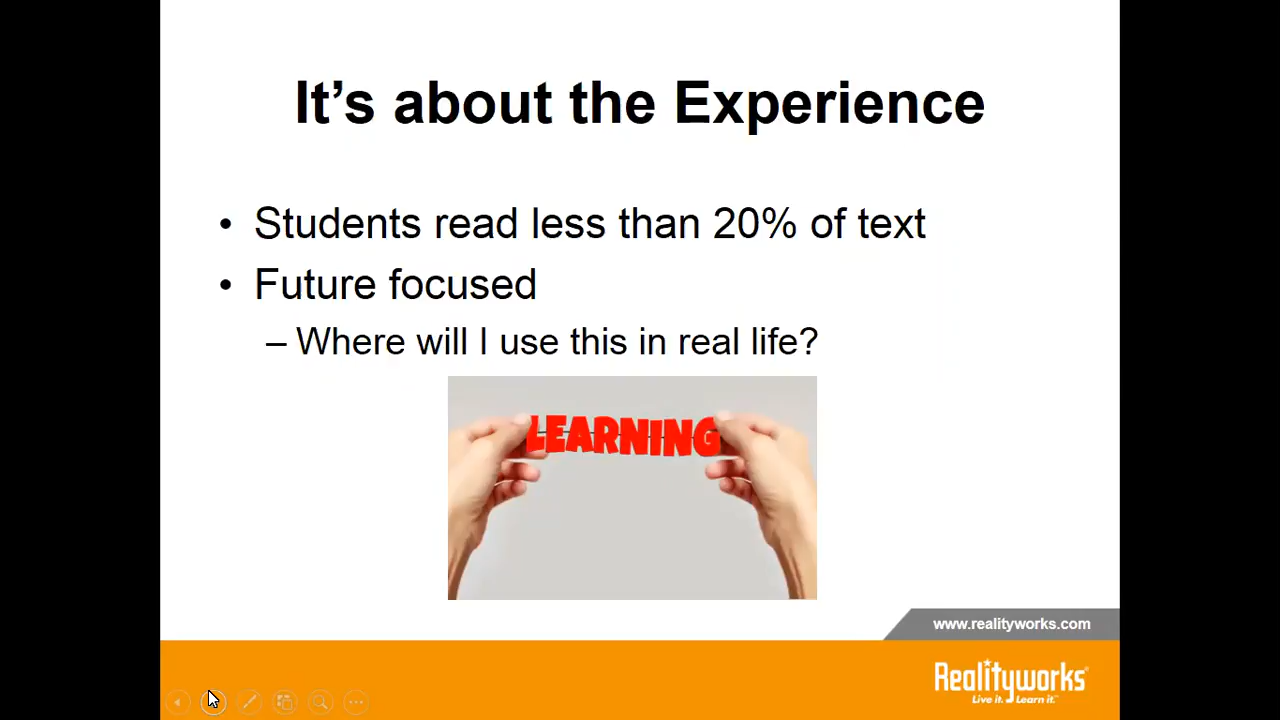 It’s about the Experience
• Students read less than 20% of text
• Future focused
– Where will I use this in real life?
LEARNING
www.realityworks.com
Realityworks®
Live it. Learn it.™